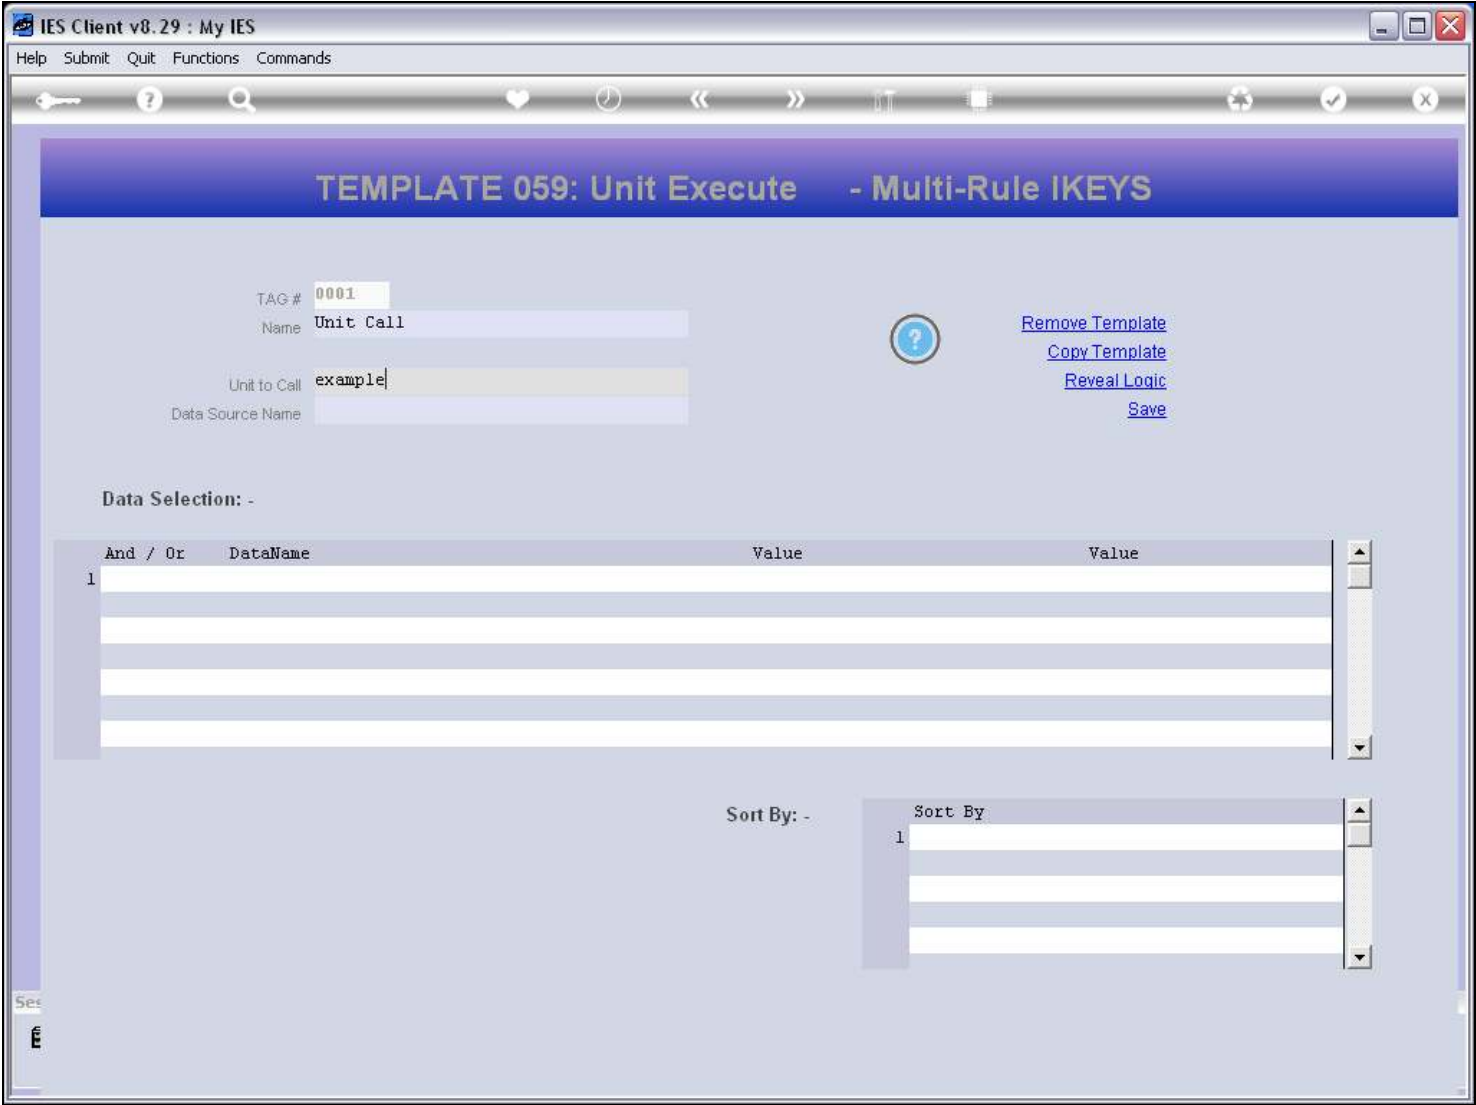 IES Client v8.29 : My IES
Help Submit Quit Functions Commands
TEMPLATE 059: Unit Execute - Multi-Rule IKEYS
TAG # 0001
Name Unit Call
Remove Template
Copy Template
Unit to Call example
Reveal Logic
Data Source Name
Save
Data Selection: -
And / Or DataName Value Value
1
Sort By: -
Sort By
1
Ses